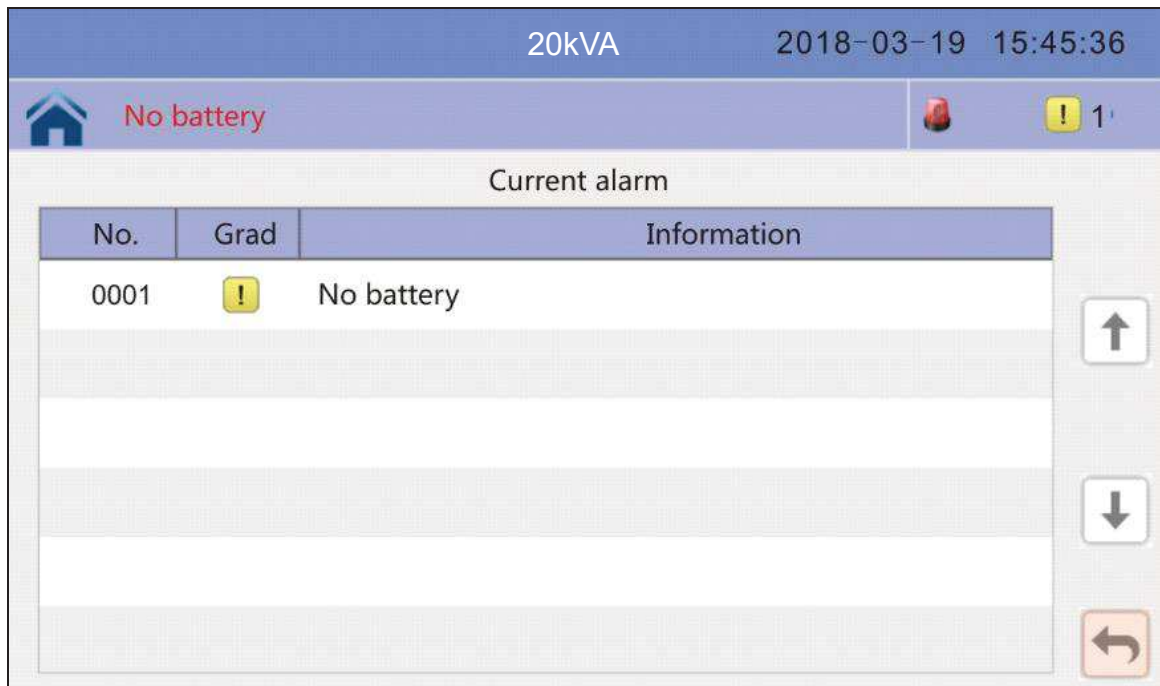 20kVA 2018-03-19 15:45:36
No battery ! 1
Current alarm
No. Grad Information
0001 ! No battery